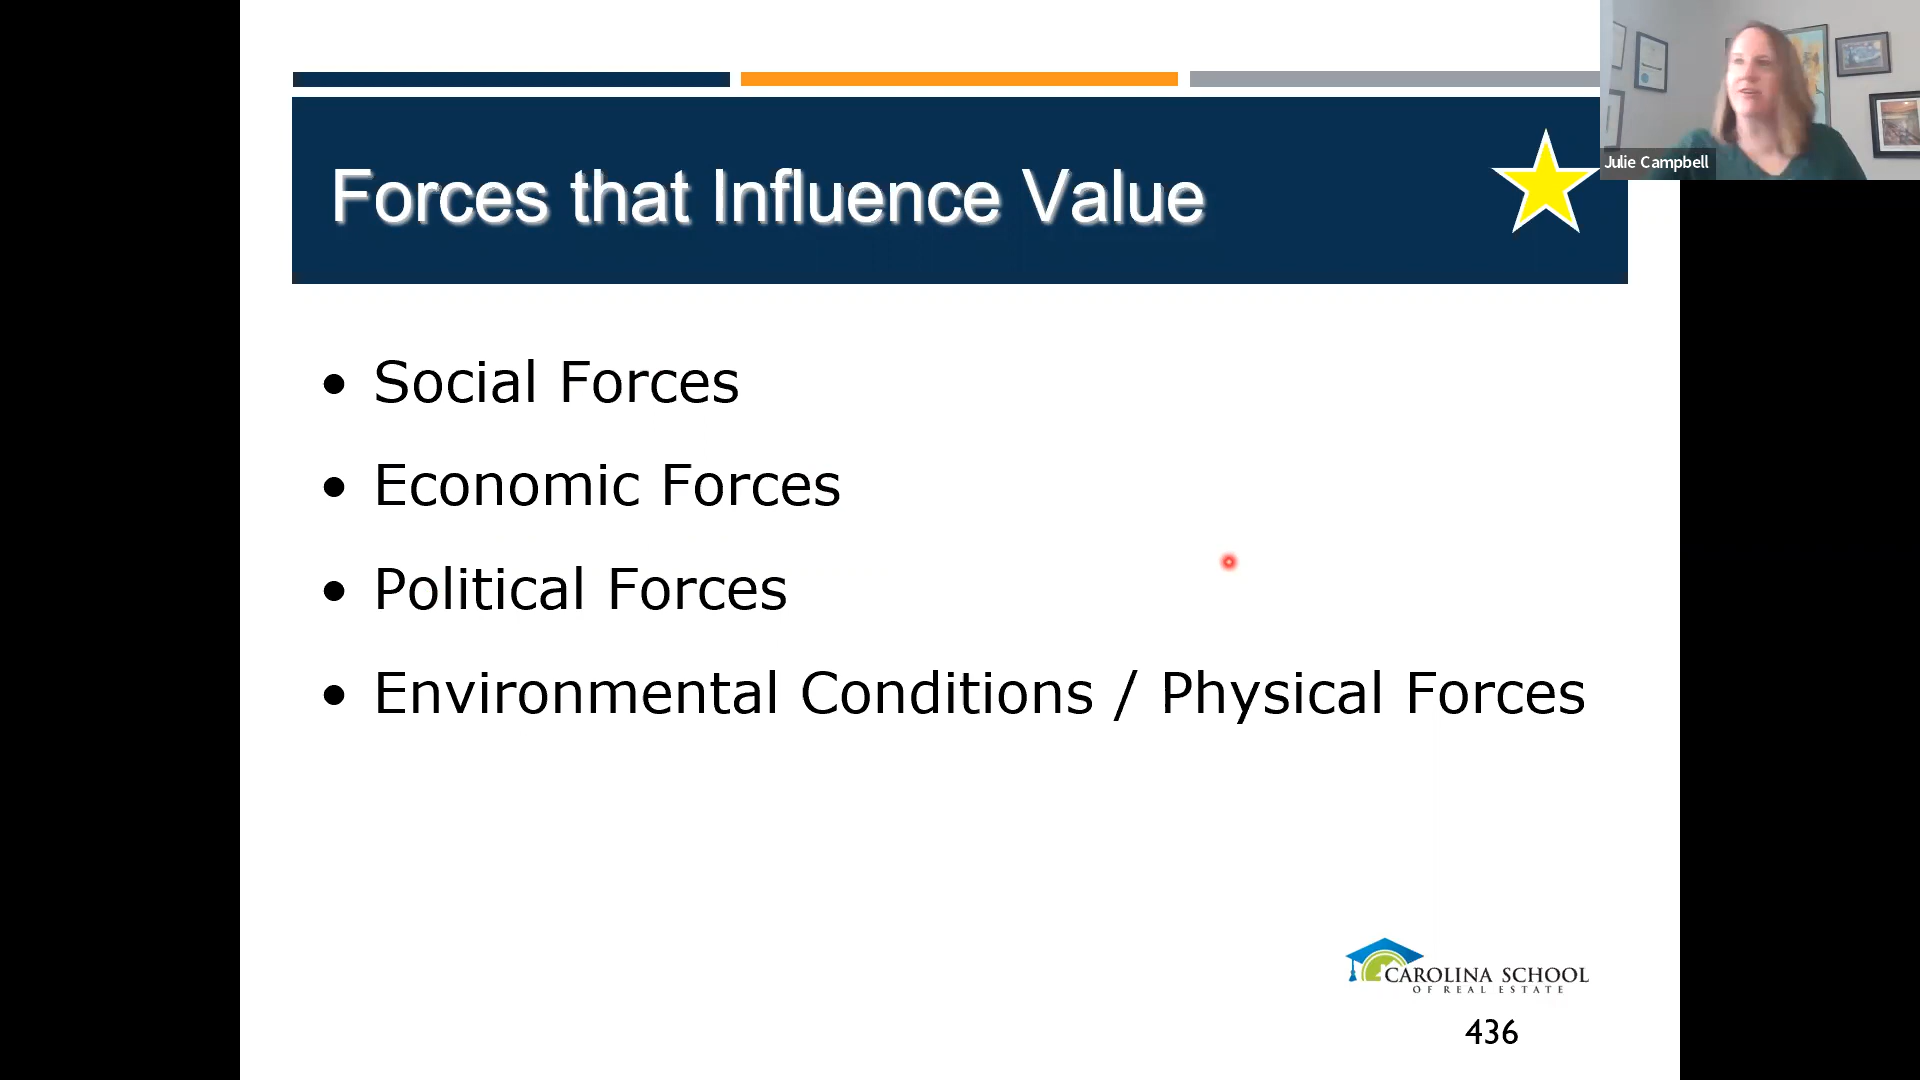 Forces that Influence Value
Julie Campbell
• Social Forces
• Economic Forces
• Political Forces
• Environmental Conditions / Physical Forces
CAROLINA SCHOOL
OF REAL ESTATE
436